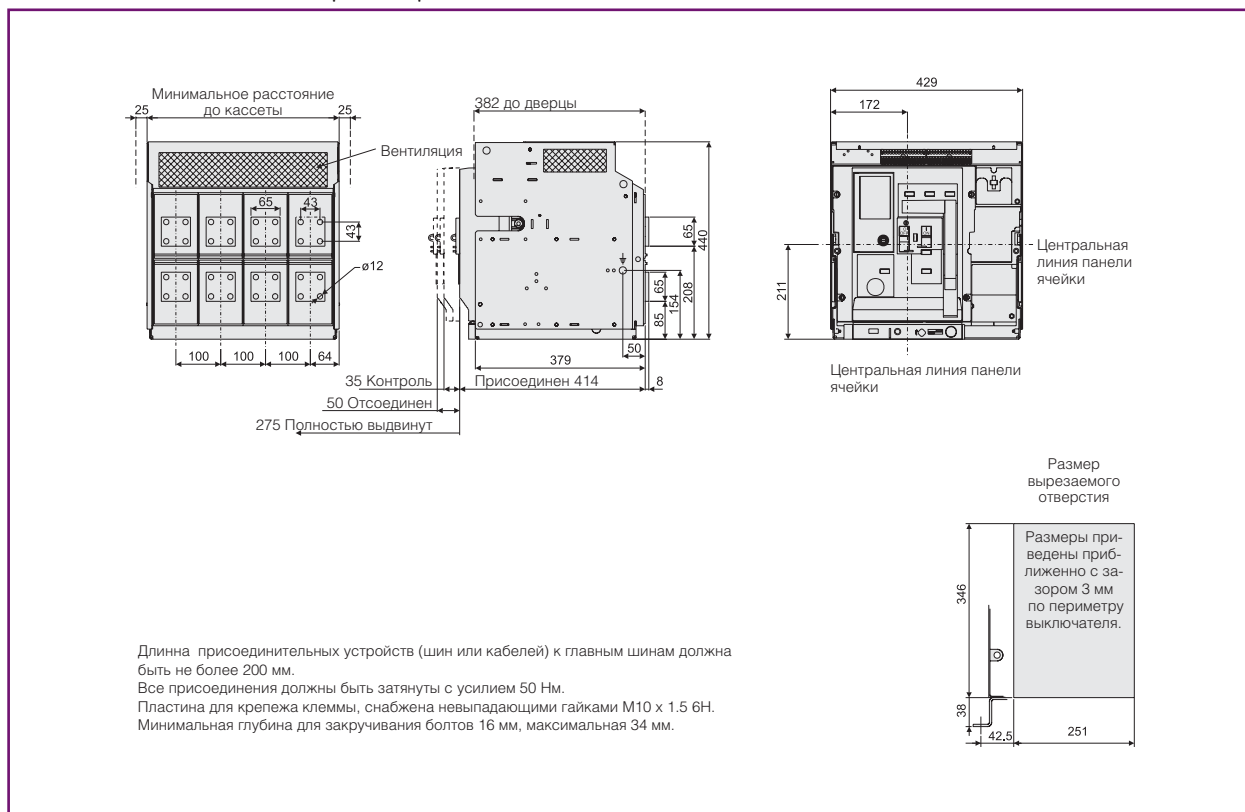 Минимальное расстояние
до кассеты
25
25
Вентиляция
65
43
43
ø12
100
100
100
64
382 до дверцы
440
65
65
208
154
85
50
379
35 Контроль
Присоединен 414
8
50 Отсоединен
275 Полностью выдвинут
429
172
211
Центральная
линия панели
ячейки
Центральная линия панели
ячейки
Размер
вырезаемого
отверстия
Размеры при-
ведены приб-
лиженно с за-
зором 3 мм
по периметру
выключателя.
346
38
42.5
251
Длинна присоединительных устройств (шин или кабелей) к главным шинам должна
быть не более 200 мм.
Все присоединения должны быть затянуты с усилием 50 Нм.
Пластина для крепежа клеммы, снабжена невыпадающими гайками М10 х 1.5 6Н.
Минимальная глубина для закручивания болтов 16 мм, максимальная 34 мм.